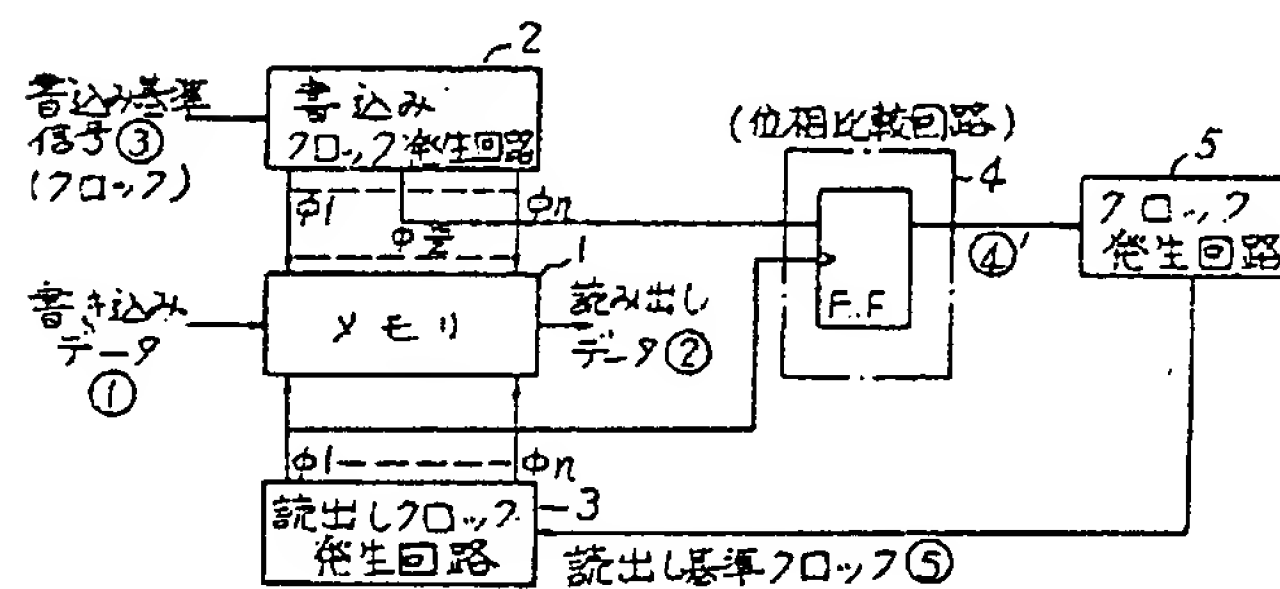 2
書込み基準
信号③
(クロック)
書込み
クロック発生回路
(位相比較回路)
4
5
クロック
発生回路
φ1
φn
φn/2
④'
F.F
1
書き込み
データ
①
メモリ
読み出し
データ②
φ1
φn
3
読出しクロック
発生回路
読出し基準クロック⑤